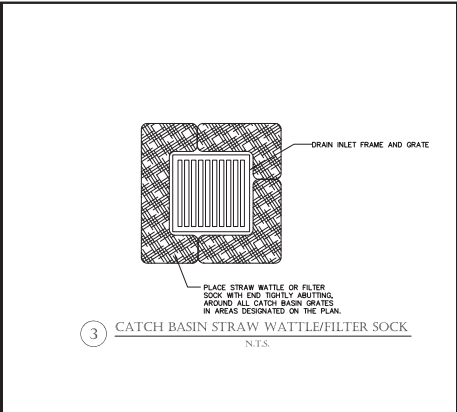 DRAIN INLET FRAME AND GRATE
PLACE STRAW WATTLE OR FILTER
SOCK WITH END TIGHTLY ABUTTING,
AROUND ALL CATCH BASIN GRATES
IN AREAS DESIGNATED ON THE PLAN.
3 CATCH BASIN STRAW WATTLE/FILTER SOCK
N.T.S.